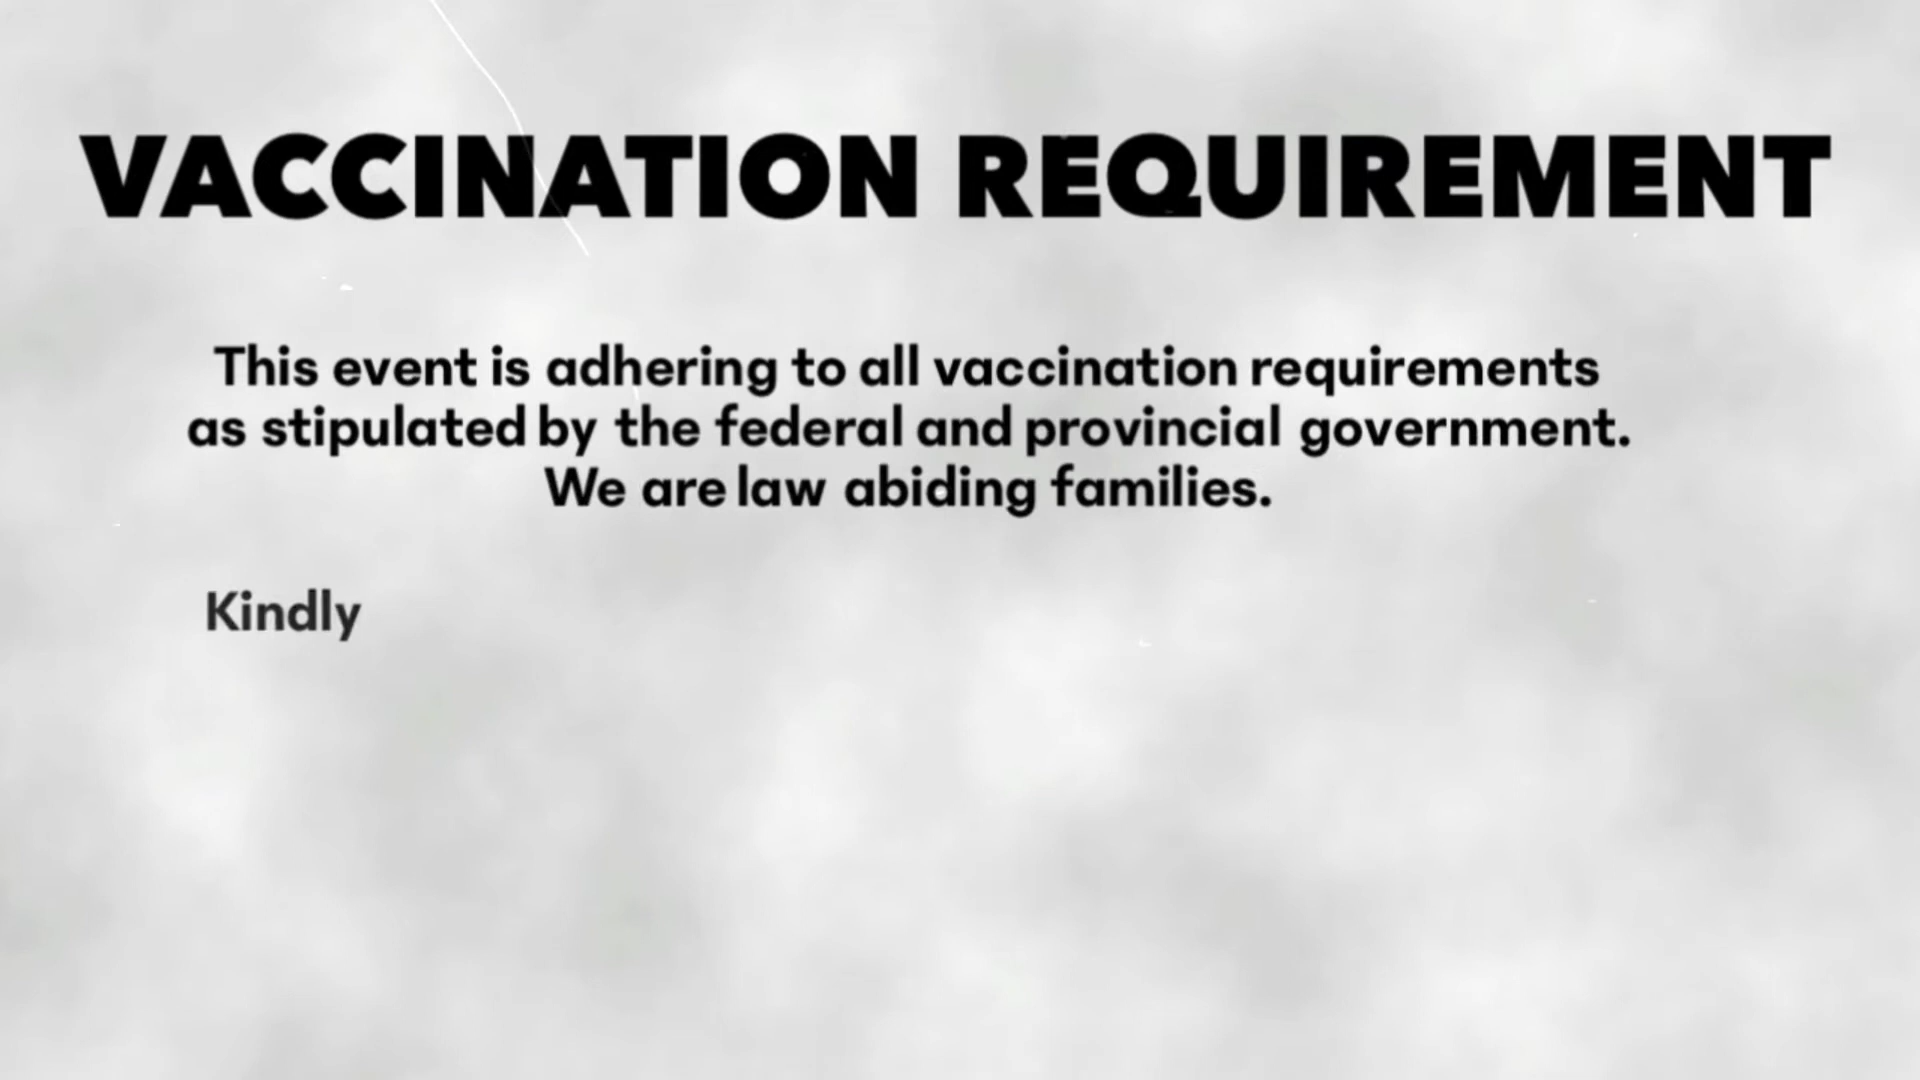 VACCINATION REQUIREMENT
This event is adhering to all vaccination requirements
as stipulated by the federal and provincial government.
We are law abiding families.
Kindly